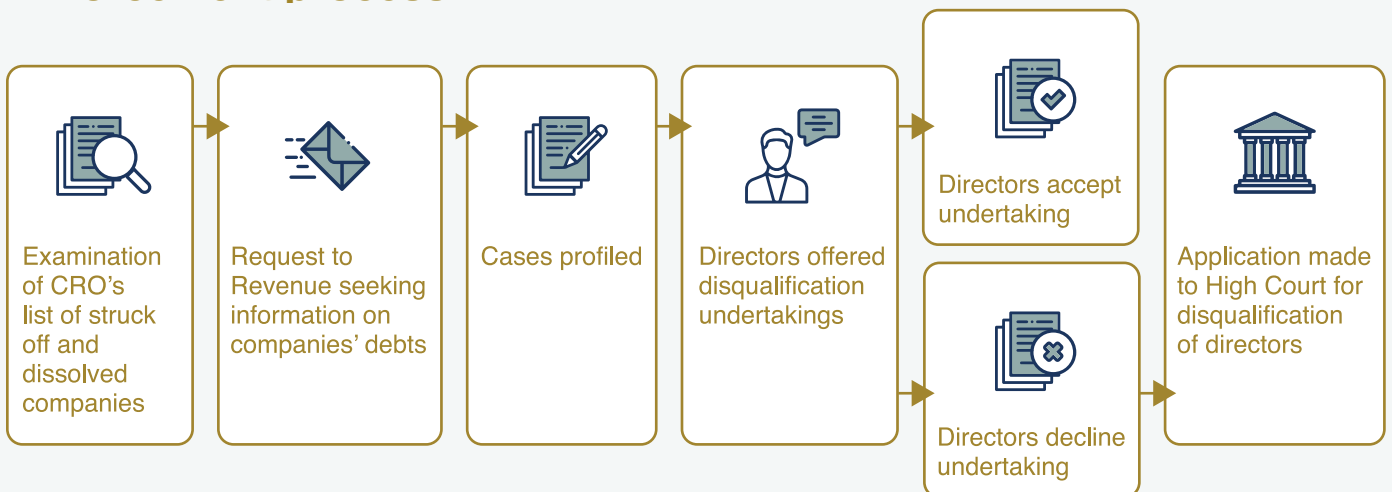 Examination
of CRO's
list of struck
off and
dissolved
companies
Request to
Revenue seeking
information on
companies' debts
Cases profiled
Directors offered
disqualification
undertakings
Directors accept
undertaking
Directors decline
undertaking
Application made
to High Court for
disqualification
of directors